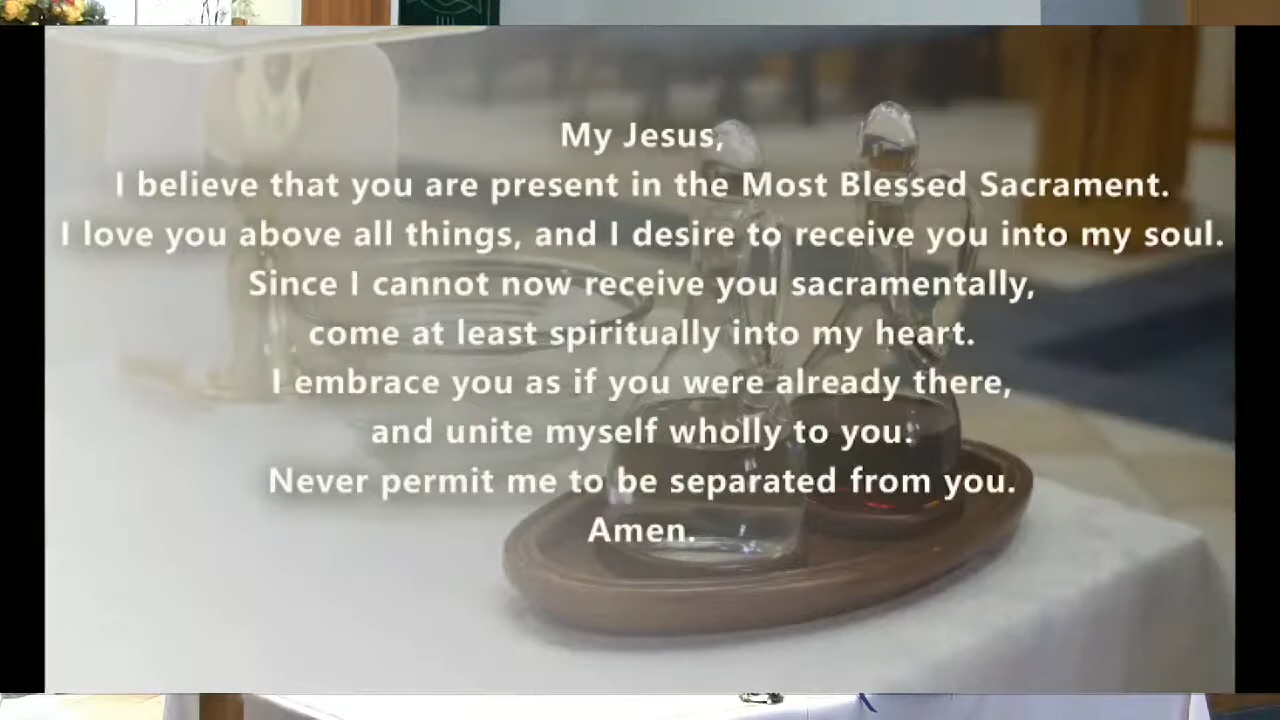 My Jesus,
I believe that you are present in the Most Blessed Sacrament.
I love you above all things, and I desire to receive you into my soul.
Since I cannot now receive you sacramentally,
come at least spiritually into my heart.
I embrace you as if you were already there,
and unite myself wholly to you.
Never permit me to be separated from you.
Amen.